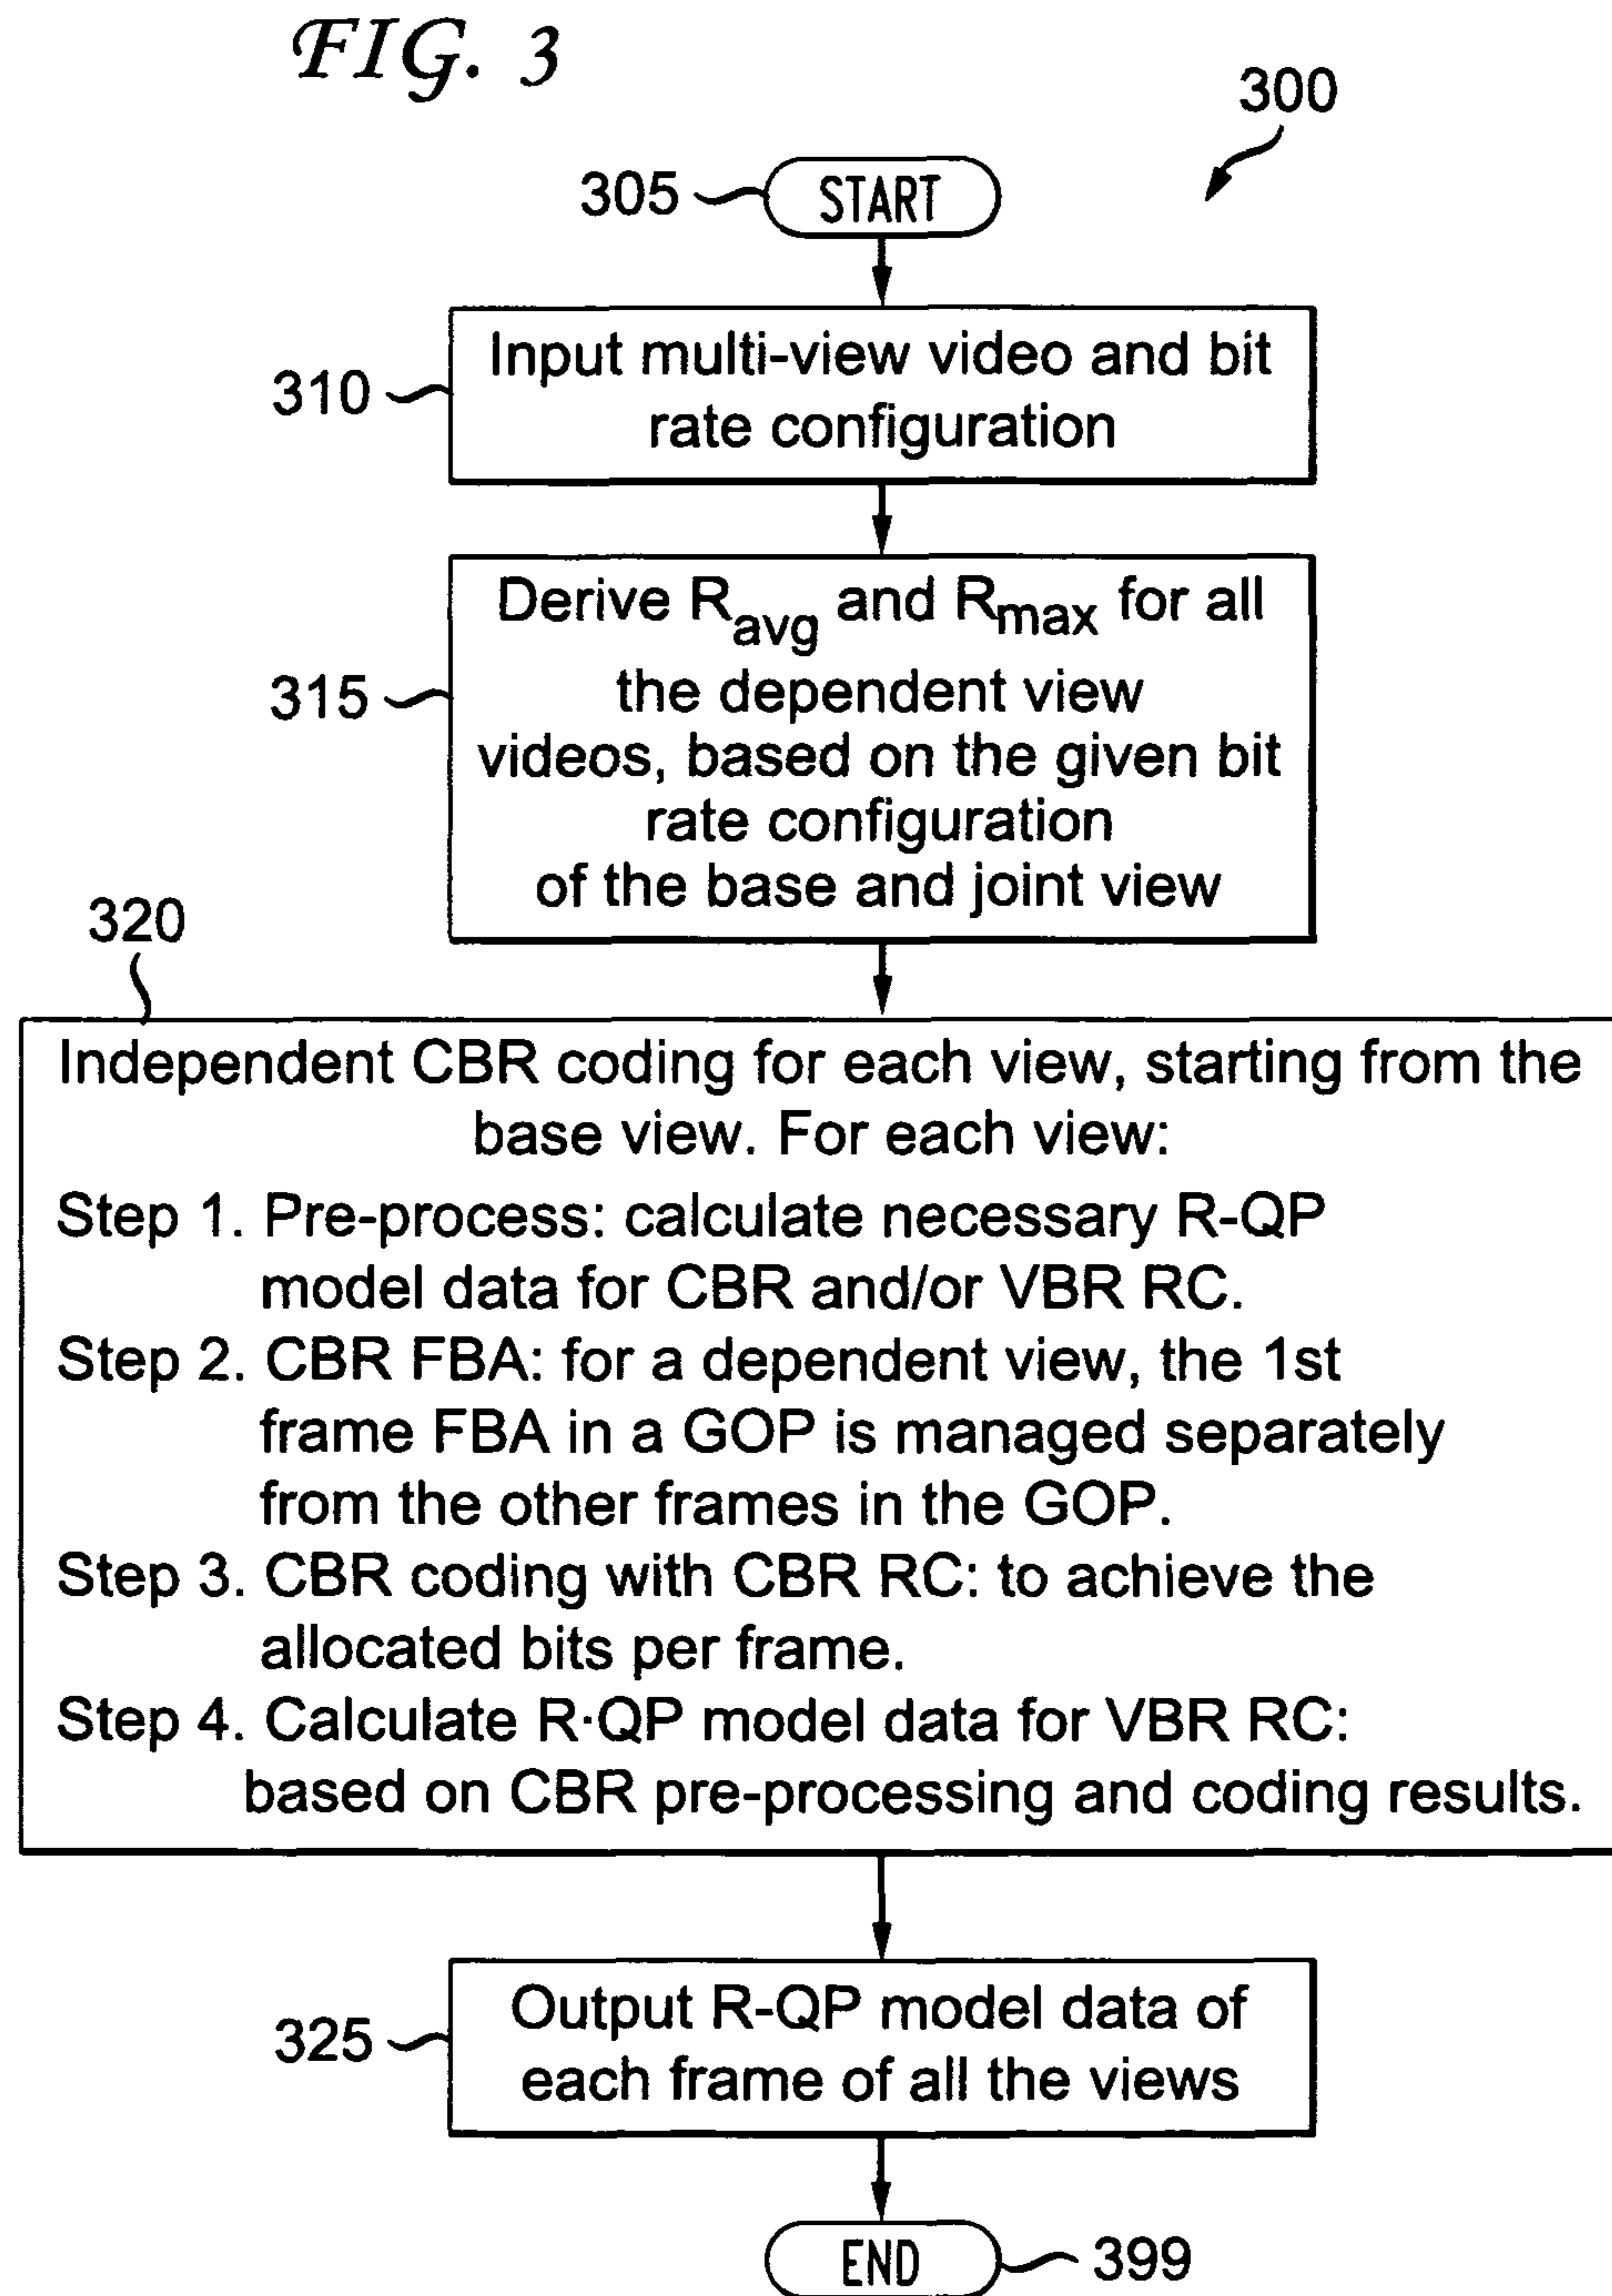 FIG. 3
300
305
START
310
Input multi-view video and bit
rate configuration
315
Derive Ravg and Rmax for all
the dependent view
videos, based on the given bit
rate configuration
of the base and joint view
320
Independent CBR coding for each view, starting from the
base view. For each view:
Step 1. Pre-process: calculate necessary R-QP
model data for CBR and/or VBR RC.
Step 2. CBR FBA: for a dependent view, the 1st
frame FBA in a GOP is managed separately
from the other frames in the GOP.
Step 3. CBR coding with CBR RC: to achieve the
allocated bits per frame.
Step 4. Calculate R·QP model data for VBR RC:
based on CBR pre-processing and coding results.
325
Output R-QP model data of
each frame of all the views
END
399